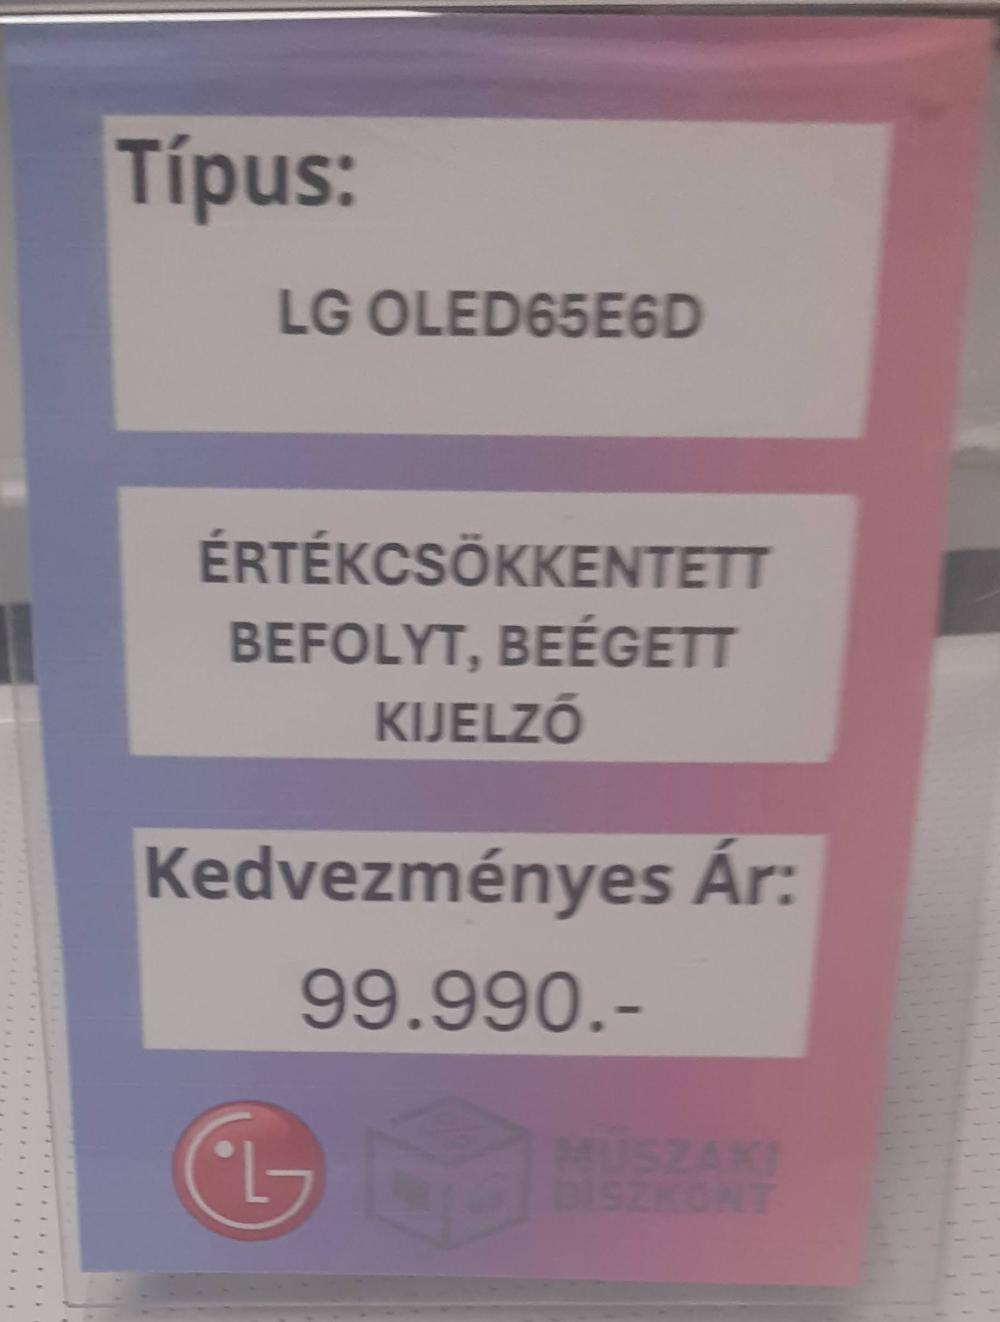 Típus:
LG OLED65E6D
ÉRTÉKCSÖKKENTETT
BEFOLYT, BEÉGETT
KIJELZŐ
Kedvezményes Ár:
99.990.-
LG
MŰSZAKI
DISZKONT